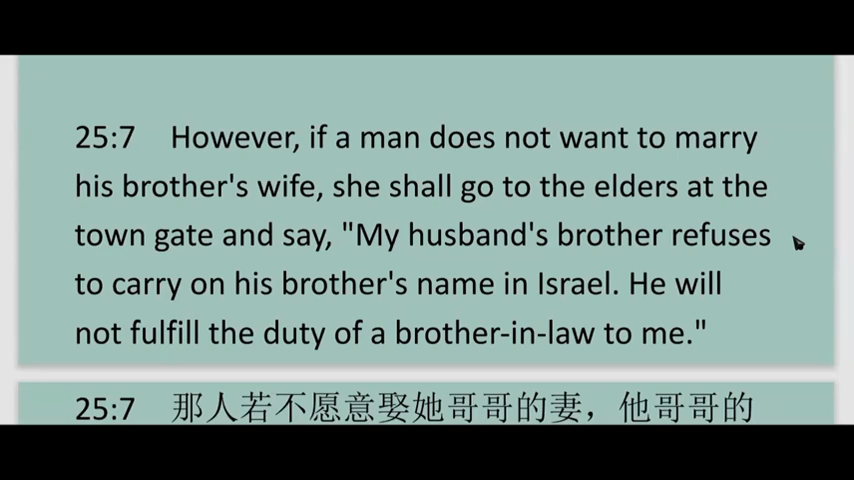 25:7 However, if a man does not want to marry
his brother's wife, she shall go to the elders at the
town gate and say, "My husband's brother refuses
to carry on his brother's name in Israel. He will
not fulfill the duty of a brother-in-law to me."
25:7 那人若不愿意娶她哥哥的妻，他哥哥的